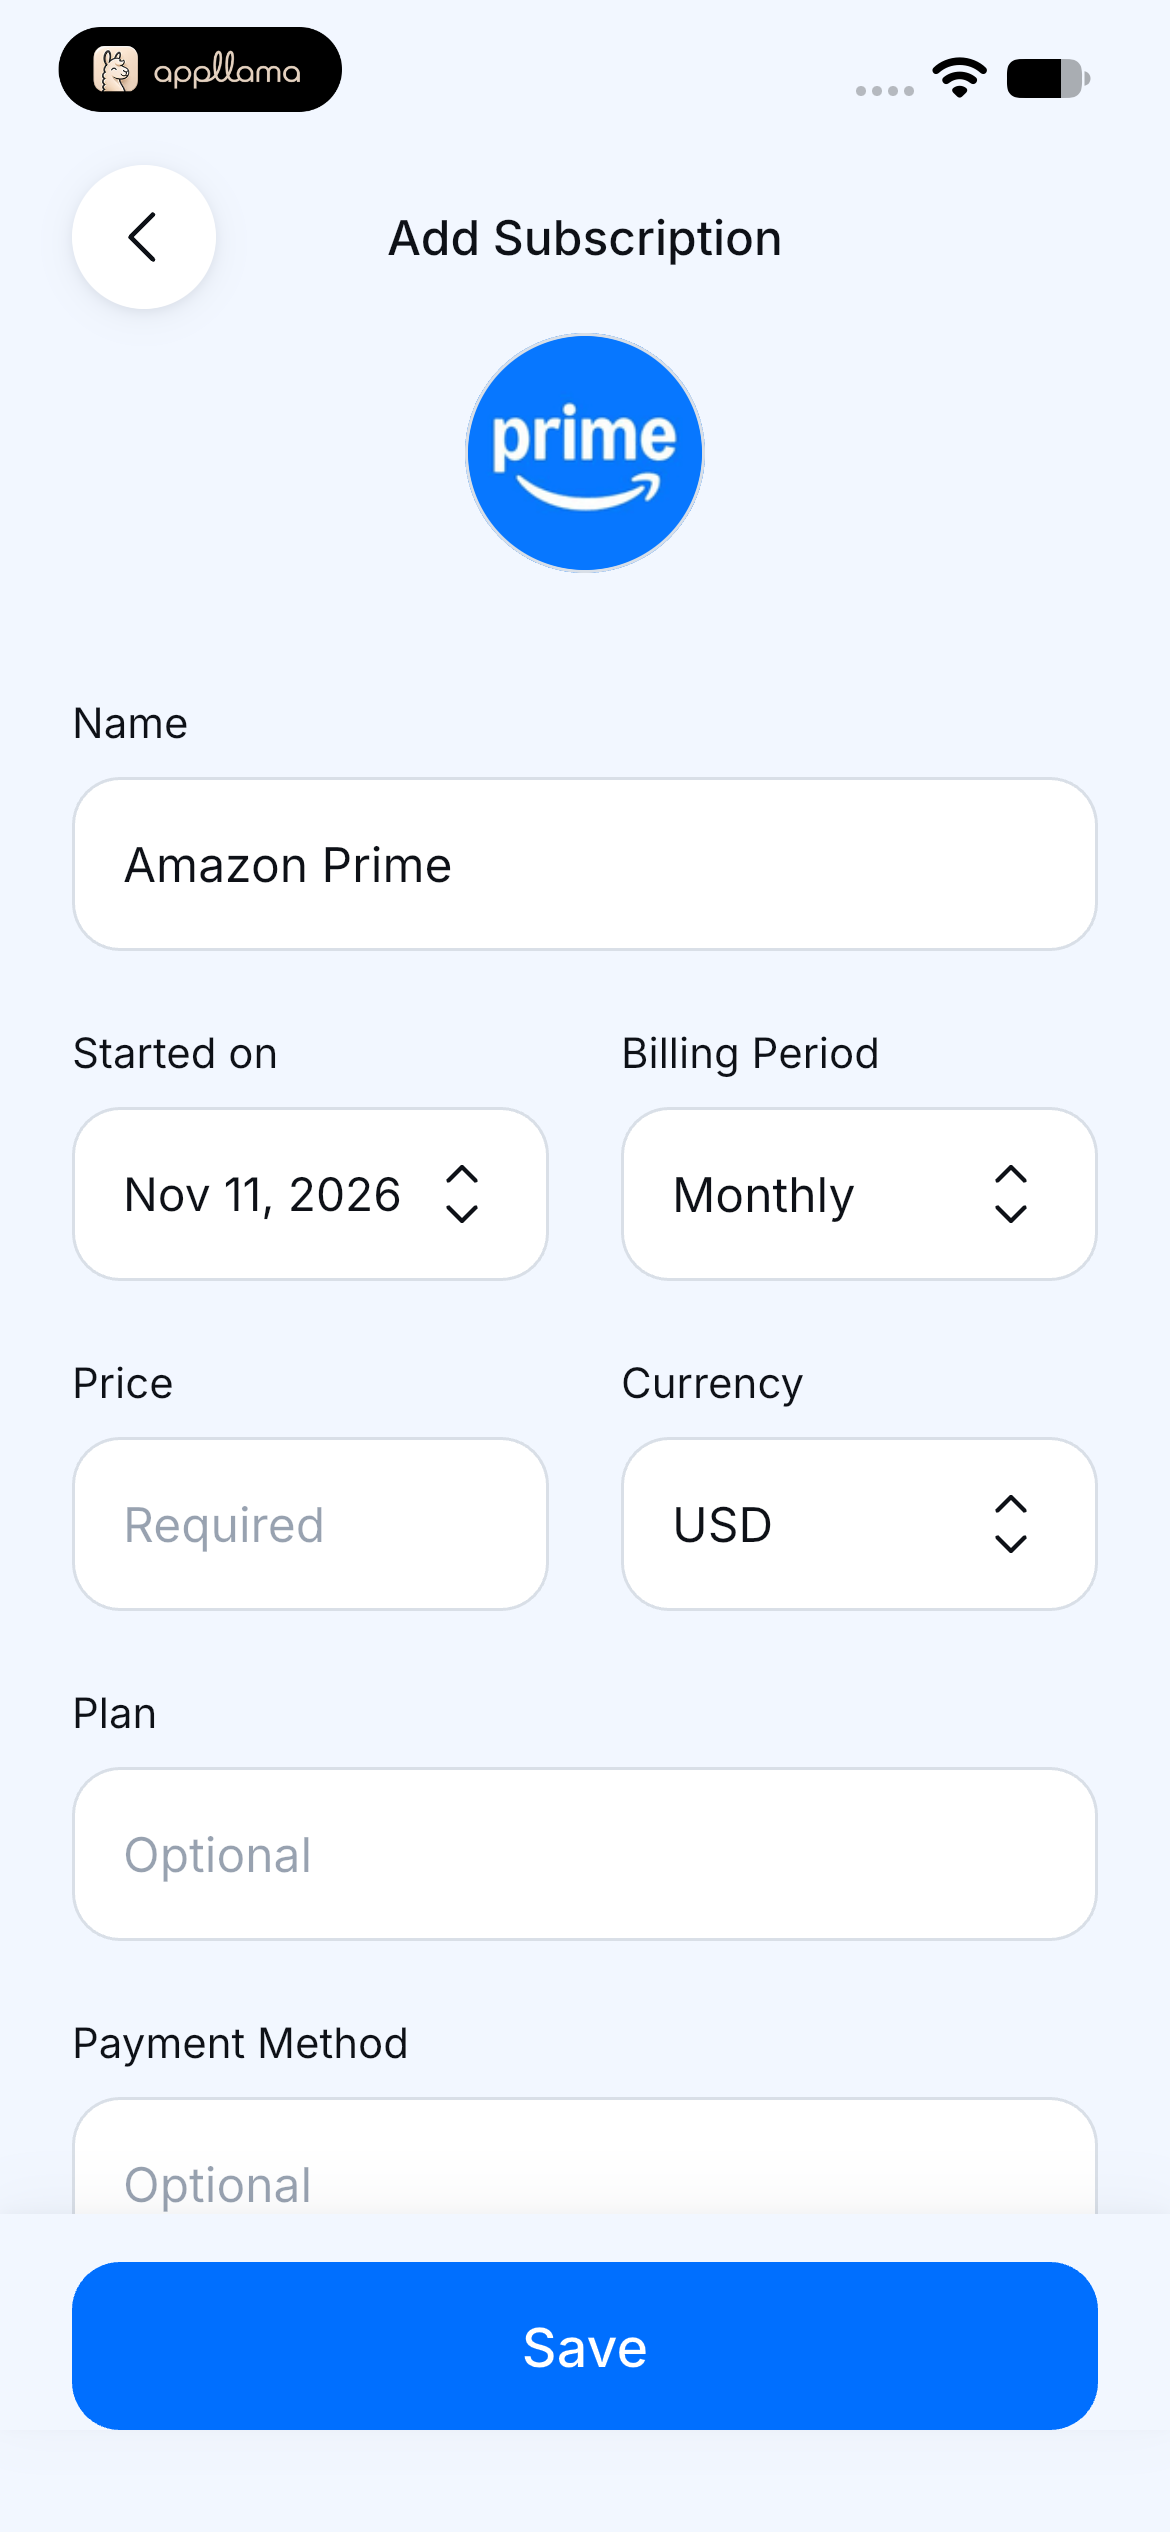 appllama
Add Subscription
prime
Name
Amazon Prime
Started on
Billing Period
Nov 11, 2026
Monthly
Price
Currency
Required
USD
Plan
Optional
Payment Method
Optional
Save